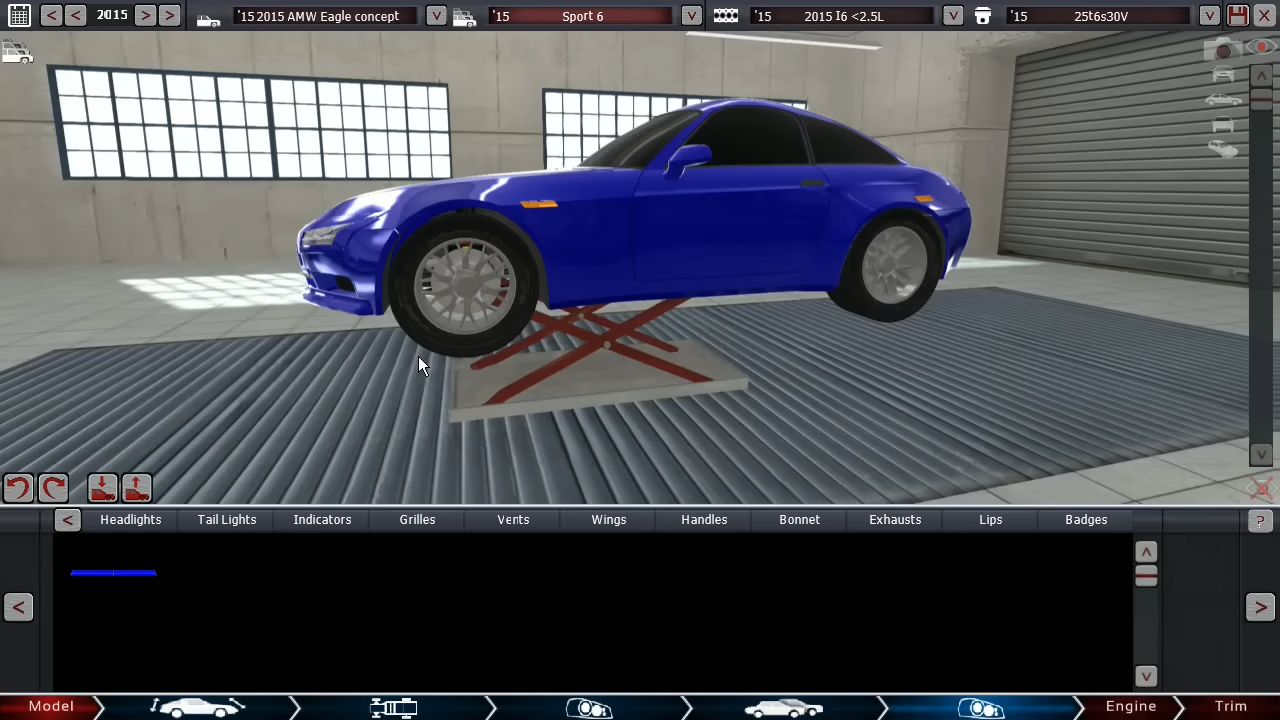 2015
'15 2015 AMW Eagle concept
'15 Sport 6
'15 2015 I6 <2.5L
'15 25t6s30V
Headlights Tail Lights Indicators Grilles Vents Wings Handles Bonnet Exhausts Lips Badges
Model Engine Trim